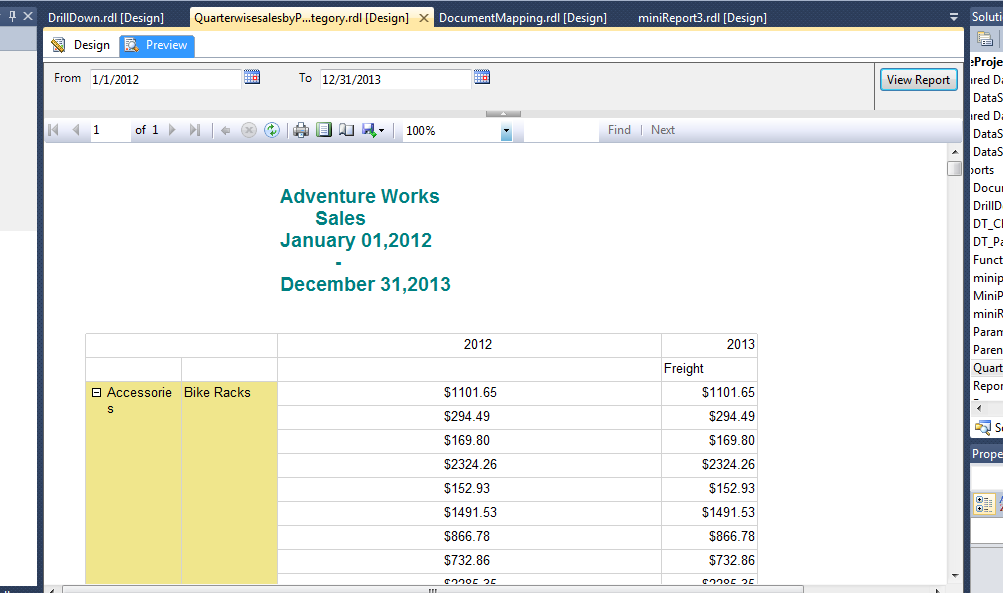 DrillDown.rdl [Design]
QuarterwisesalesbyP...tegory.rdl [Design]
DocumentMapping.rdl [Design]
miniReport3.rdl [Design]
Soluti
Design
Preview
From
1/1/2012
To
12/31/2013
View Report
1
of 1
100%
Find
Next
Adventure Works
Sales
January 01,2012
-
December 31,2013
2012
2013
Freight
Accessorie
s
Bike Racks
$1101.65
$1101.65
$294.49
$294.49
$169.80
$169.80
$2324.26
$2324.26
$152.93
$152.93
$1491.53
$1491.53
$866.78
$866.78
$732.86
$732.86
$2285.35
$2285.35
eProje
ared Da
DataS
ared Da
DataS
DataS
ports
Docu
DrillD
DT_Cl
DT_Pa
Funct
minip
MiniP
miniR
Param
Paren
Quart
Repor
Prope